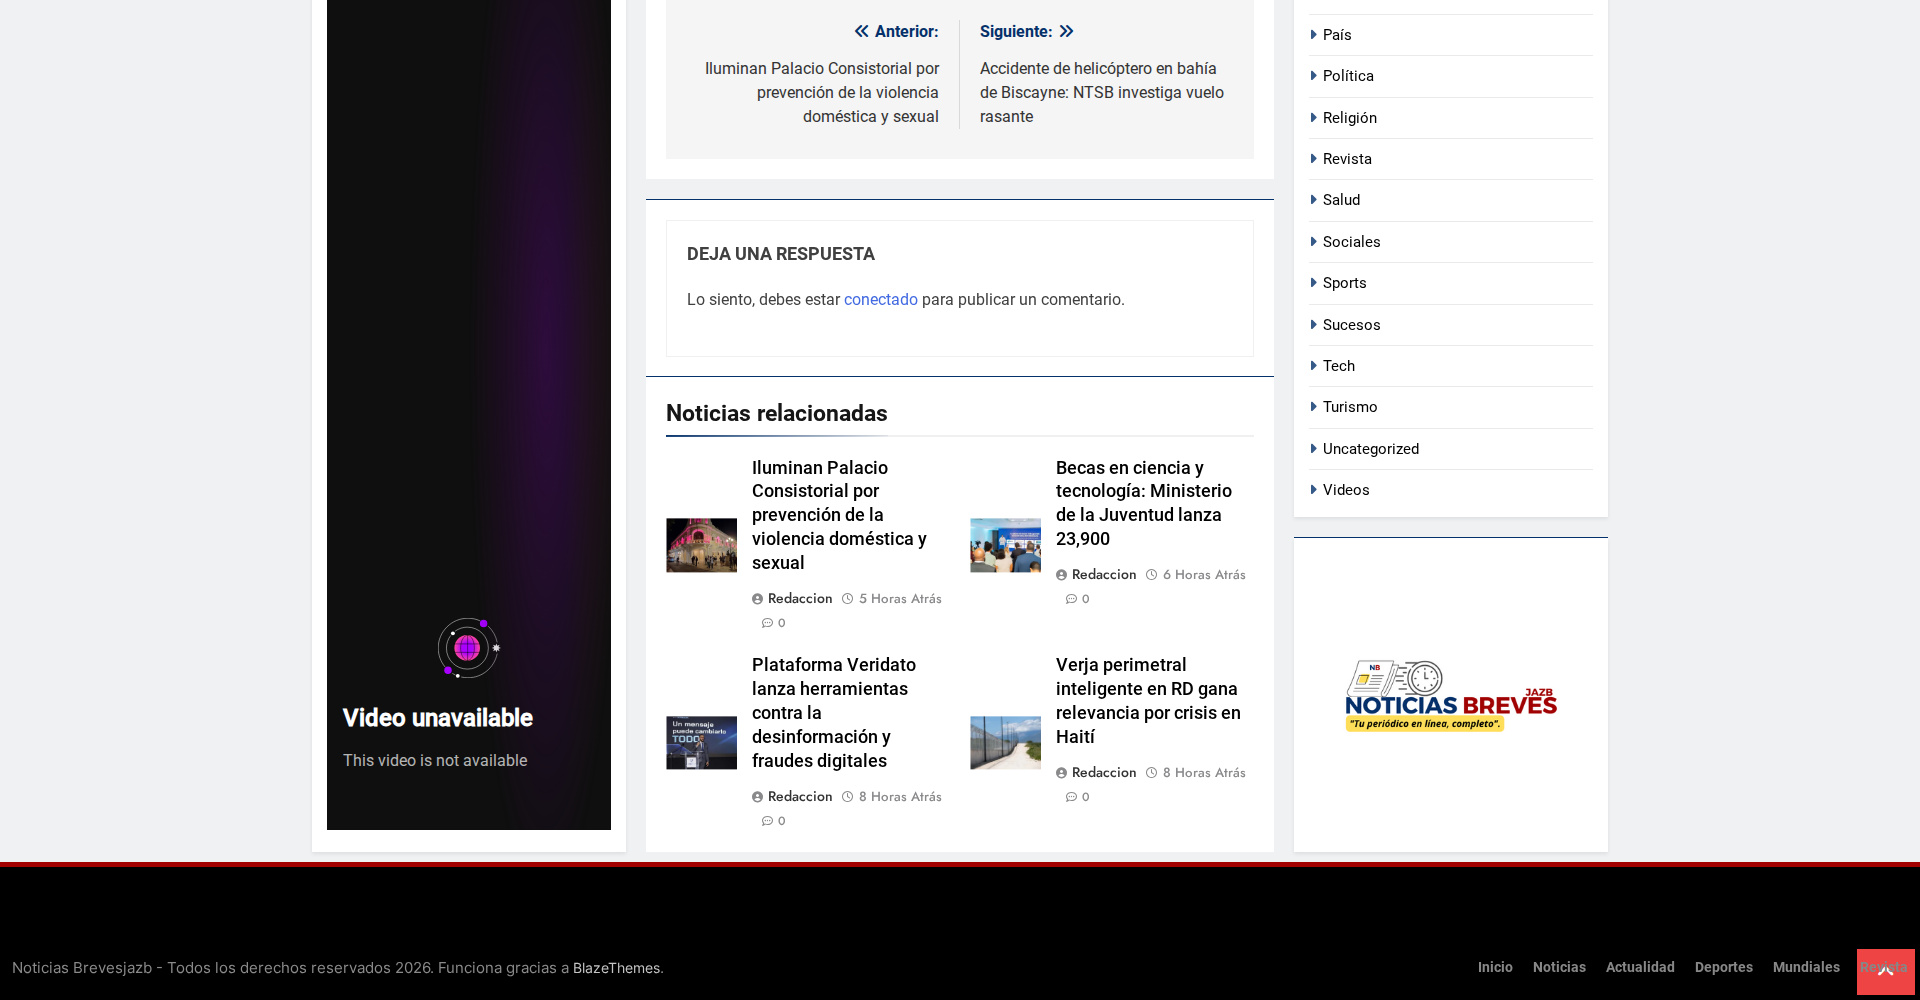 Anterior:
Iluminan Palacio Consistorial por
prevención de la violencia
doméstica y sexual
Siguiente:
Accidente de helicóptero en bahía
de Biscayne: NTSB investiga vuelo
rasante
DEJA UNA RESPUESTA
Lo siento, debes estar conectado para publicar un comentario.
Noticias relacionadas
Iluminan Palacio
Consistorial por
prevención de la
violencia doméstica y
sexual
Redaccion 5 Horas Atrás
0
Becas en ciencia y
tecnología: Ministerio
de la Juventud lanza
23,900
Redaccion 6 Horas Atrás
0
Un mensaje
puede cambiarlo
TODO
Plataforma Veridato
lanza herramientas
contra la
desinformación y
fraudes digitales
Redaccion 8 Horas Atrás
0
Verja perimetral
inteligente en RD gana
relevancia por crisis en
Haití
Redaccion 8 Horas Atrás
0
Video unavailable
This video is not available
País
Política
Religión
Revista
Salud
Sociales
Sports
Sucesos
Tech
Turismo
Uncategorized
Videos
NB
JAZB
NOTICIAS BREVES
"Tu periódico en línea, completo".
Noticias Brevesjazb - Todos los derechos reservados 2026. Funciona gracias a BlazeThemes.
Inicio Noticias Actualidad Deportes Mundiales Revista